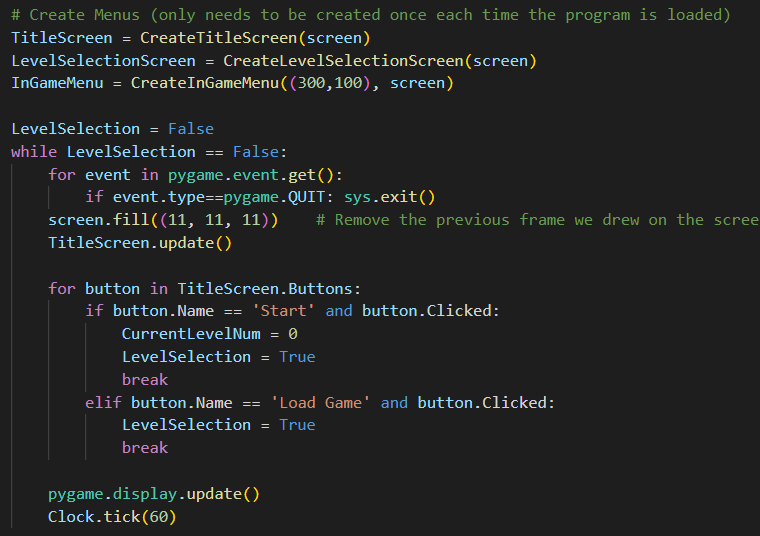 # Create Menus (only needs to be created once each time the program is loaded)
TitleScreen = CreateTitleScreen(screen)
LevelSelectionScreen = CreateLevelSelectionScreen(screen)
InGameMenu = CreateInGameMenu((300,100), screen)

LevelSelection = False
while LevelSelection == False:
    for event in pygame.event.get():
        if event.type==pygame.QUIT: sys.exit()
    screen.fill((11, 11, 11))    # Remove the previous frame we drew on the scree
    TitleScreen.update()

    for button in TitleScreen.Buttons:
        if button.Name == 'Start' and button.Clicked:
            CurrentLevelNum = 0
            LevelSelection = True
            break
        elif button.Name == 'Load Game' and button.Clicked:
            LevelSelection = True
            break

    pygame.display.update()
    Clock.tick(60)